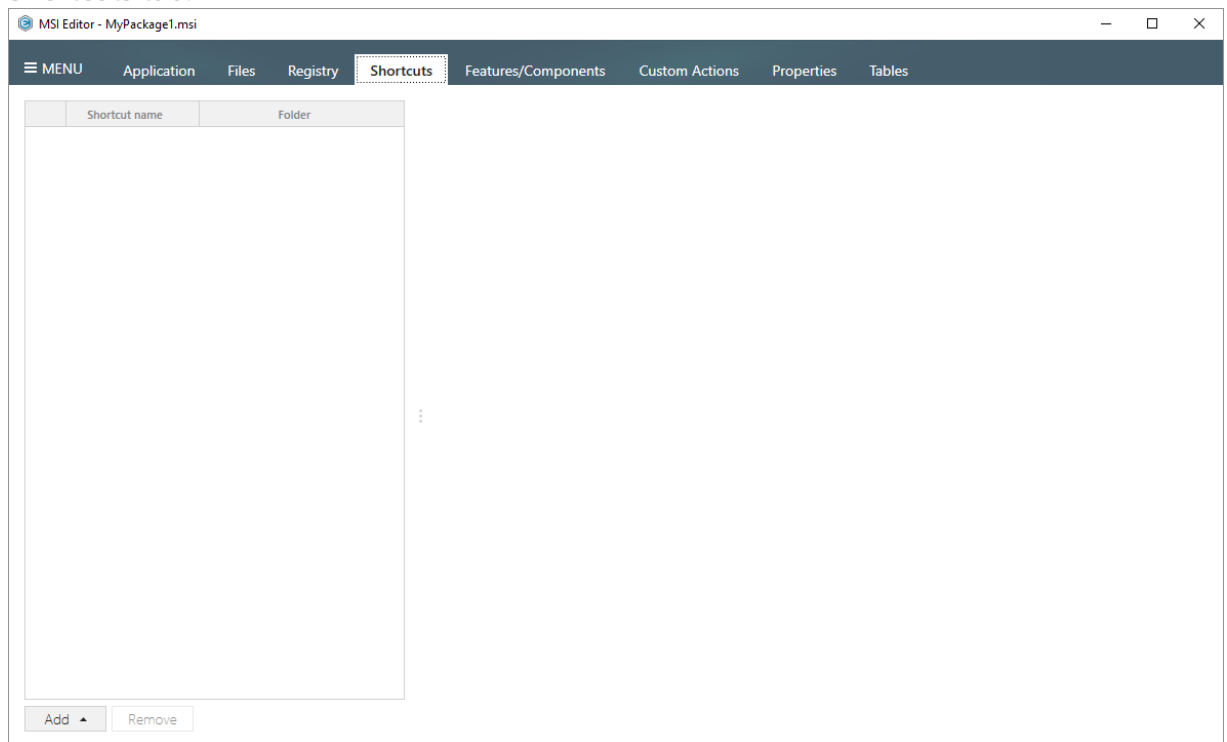 MSI Editor - MyPackage1.msi
MENU Application Files Registry Shortcuts Features/Components Custom Actions Properties Tables
Shortcut name Folder
Add Remove